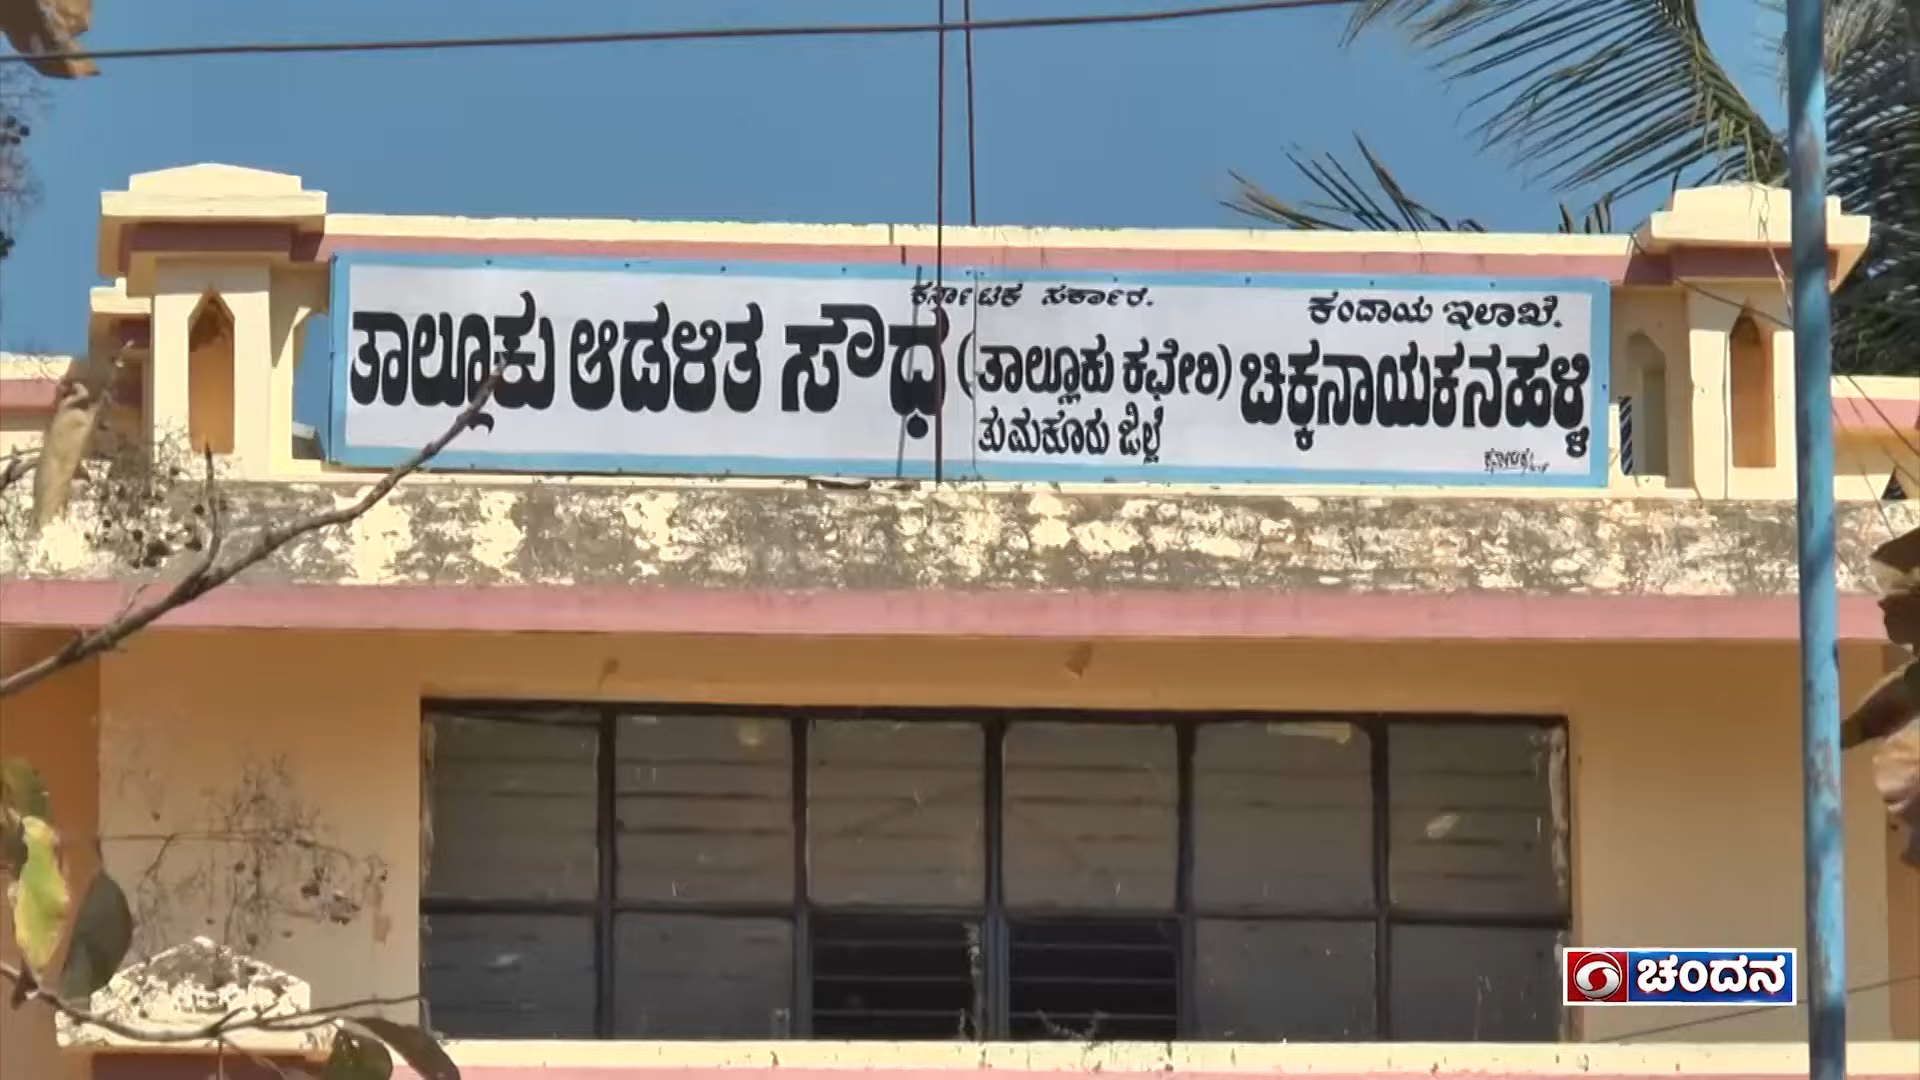 ಕರ್ನಾಟಕ ಸರ್ಕಾರ.
ಕಂದಾಯ ಇಲಾಖೆ.
ತಾಲ್ಲೂಕು ಆಡಳಿತ ಸೌಧ (ತಾಲ್ಲೂಕು ಕಛೇರಿ) ಚಿಕ್ಕನಾಯಕನಹಳ್ಳಿ
ತುಮಕೂರು ಜಿಲ್ಲೆ
ಚಂದನ